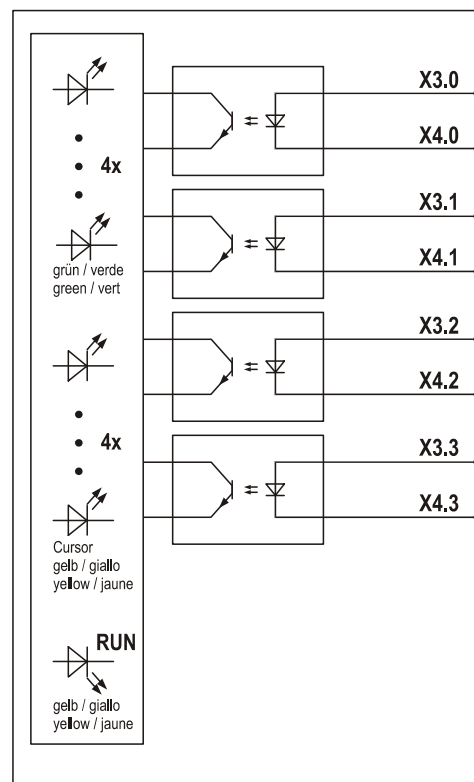 X3.0
X4.0
4x
X3.1
X4.1
grün / verde
green / vert
X3.2
X4.2
4x
X3.3
X4.3
Cursor
gelb / giallo
yellow / jaune
RUN
gelb / giallo
yellow / jaune